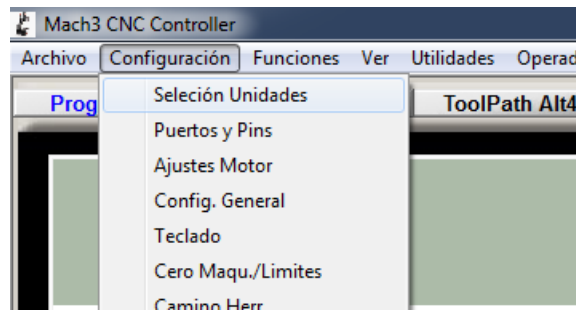 Mach3 CNC Controller
Archivo Configuración Funciones Ver Utilidades Operad
Prog ToolPath Alt4
Seleción Unidades
Puertos y Pins
Ajustes Motor
Config. General
Teclado
Cero Maqu./Limites
Camino Herr.